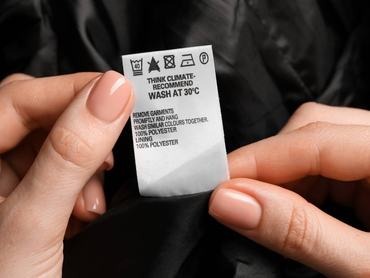 40 P
THINK CLIMATE-
RECOMMEND
WASH AT 30°C
REMOVE GARMENTS
PROMPTLY AND HANG
WASH SIMILAR COLOURS TOGETHER.
100% POLYESTER
LINING
100% POLYESTER